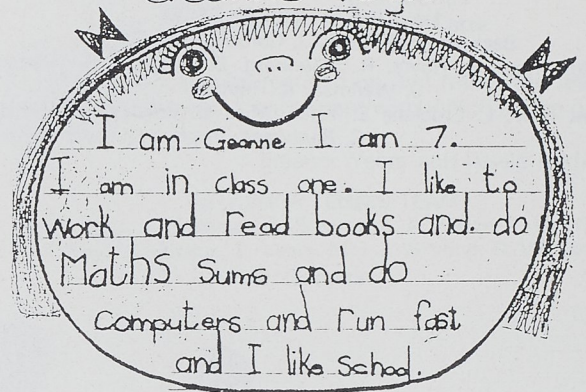 I am Geanne I am 7.
I am in class one. I like to
work and read books and. do
Maths sums and do
computers and run fast
and I like school.